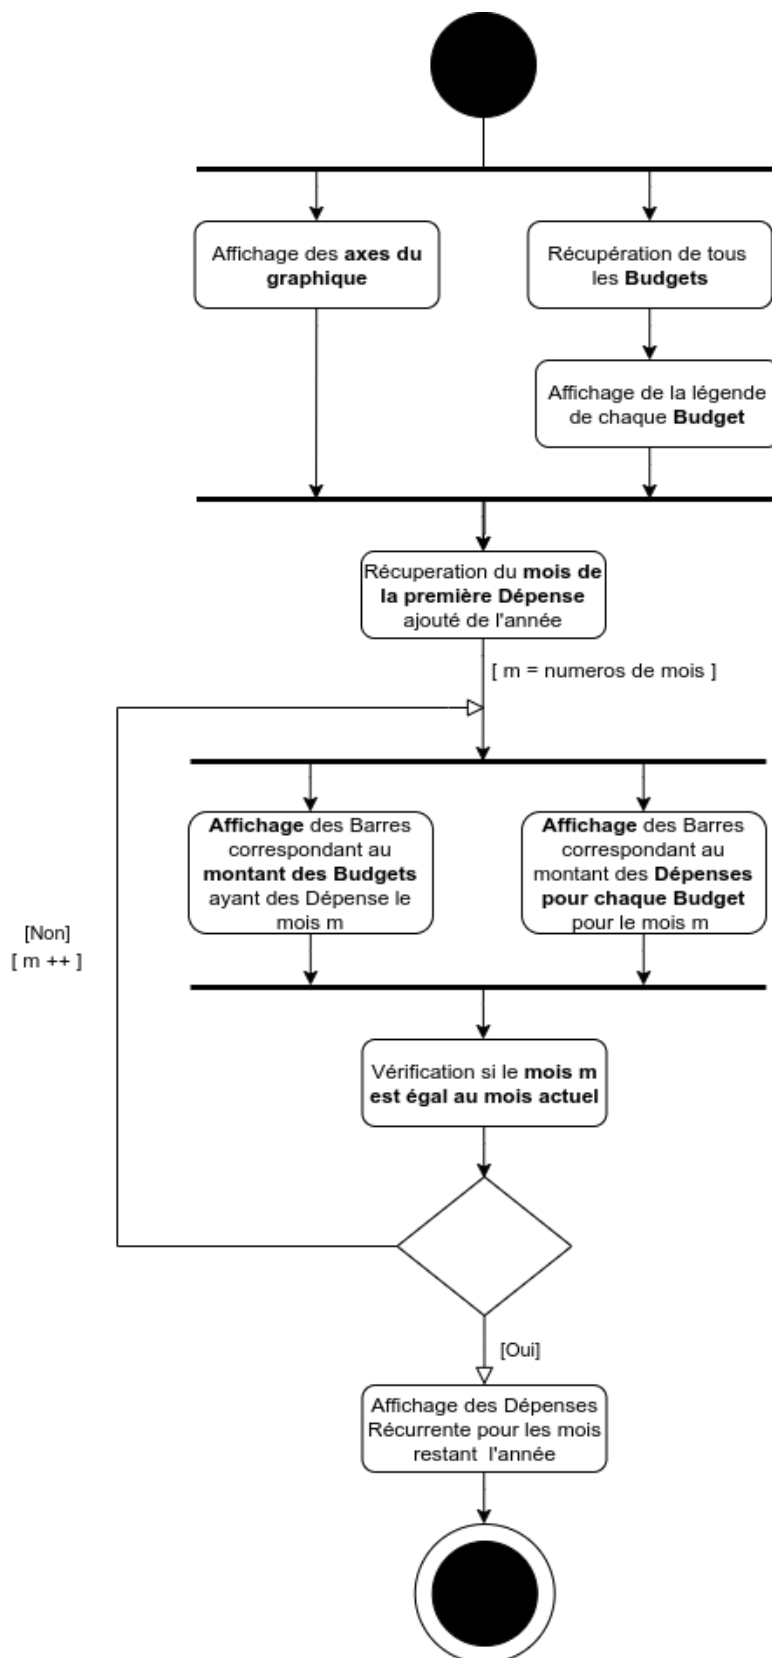 Affichage des axes du
graphique
Récupération de tous
les Budgets
Affichage de la légende
de chaque Budget
Récuperation du mois de
la première Dépense
ajouté de l'année
[ m = numeros de mois ]
Affichage des Barres
correspondant au
montant des Budgets
ayant des Dépense le
mois m
Affichage des Barres
correspondant au
montant des Dépenses
pour chaque Budget
pour le mois m
[Non]
[ m ++ ]
Vérification si le mois m
est égal au mois actuel
[Oui]
Affichage des Dépenses
Récurrente pour les mois
restant l'année